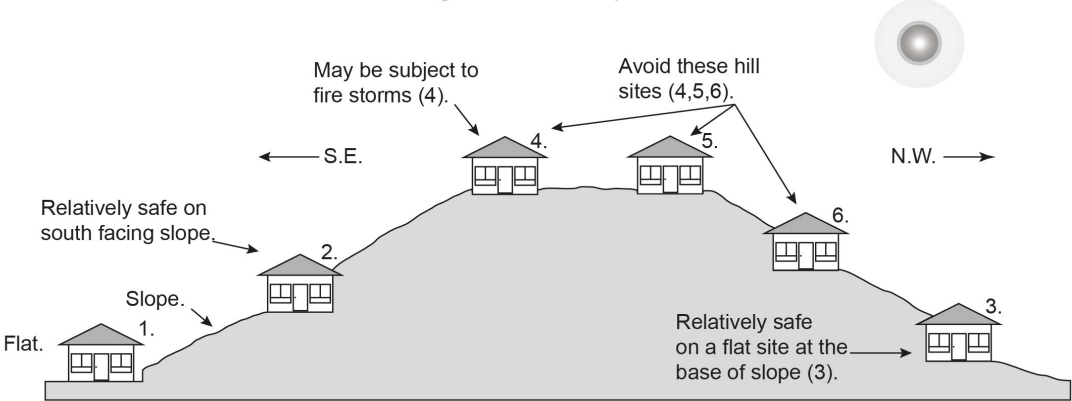 May be subject to
fire storms (4).
Avoid these hill
sites (4,5,6).
4.
5.
S.E.
N.W.
Relatively safe on
south facing slope.
2.
6.
Slope.
1.
Flat.
3.
Relatively safe
on a flat site at the
base of slope (3).